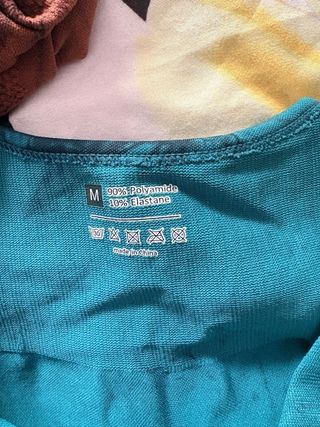 M 90% Polyamide
10% Elastane
made in China